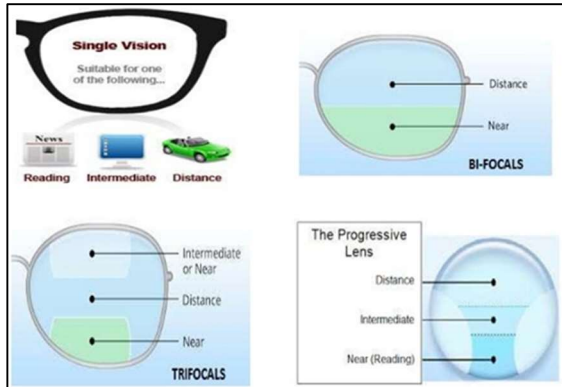 Single Vision
Suitable for one
of the following...
News
Reading
Intermediate
Distance
Distance
Near
BI-FOCALS
Intermediate
or Near
Distance
Near
TRIFOCALS
The Progressive
Lens
Distance
Intermediate
Near (Reading)